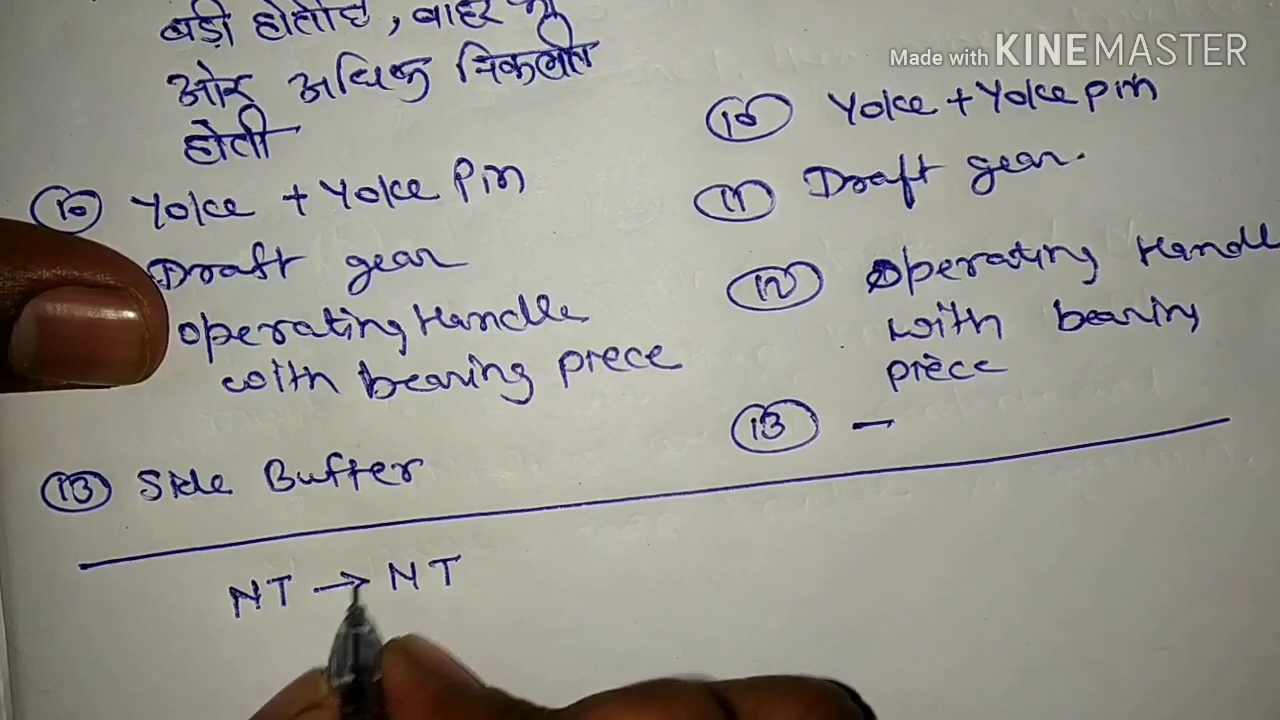 बड़ी होती है, बाहर
ओर अधिक निकली
होती
(10) Yoke + Yoke Pin
Draft gear
operating Handle
with bearing piece
(13) Side Buffer
Made with KINEMASTER
(10) Yoke + Yoke pin
(11) Draft gear.
(12) Operating Handle
with bearing
piece
(13) —
NT → NT